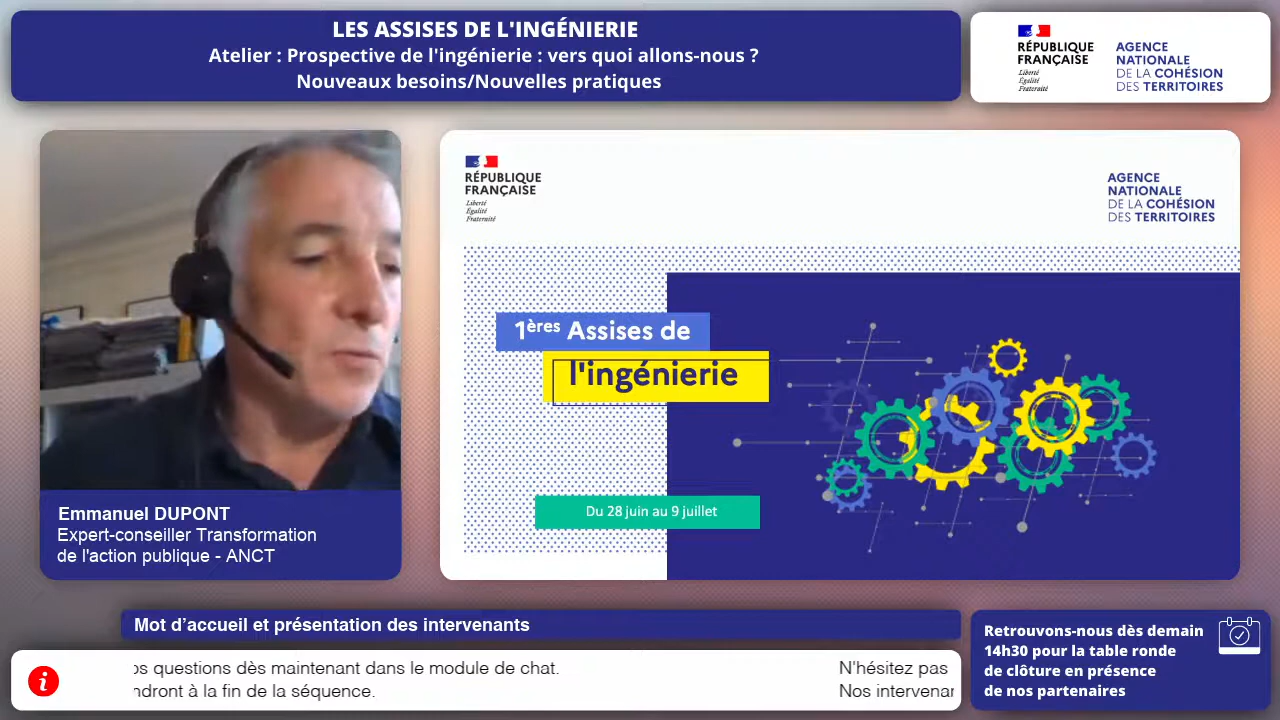 LES ASSISES DE L'INGÉNIERIE
Atelier : Prospective de l'ingénierie : vers quoi allons-nous ?
Nouveaux besoins/Nouvelles pratiques
RÉPUBLIQUE
FRANÇAISE
Liberté
Égalité
Fraternité
AGENCE
NATIONALE
DE LA COHÉSION
DES TERRITOIRES
RÉPUBLIQUE
FRANÇAISE
Liberté
Égalité
Fraternité
AGENCE
NATIONALE
DE LA COHÉSION
DES TERRITOIRES
1ères Assises de
l'ingénierie
Du 28 juin au 9 juillet
Emmanuel DUPONT
Expert-conseiller Transformation
de l'action publique - ANCT
Mot d’accueil et présentation des intervenants
questions dès maintenant dans le module de chat.
à la fin de la séquence.
N'hésitez pas
Nos
Retrouvons-nous dès demain
14h30 pour la table ronde
de clôture en présence
de nos partenaires